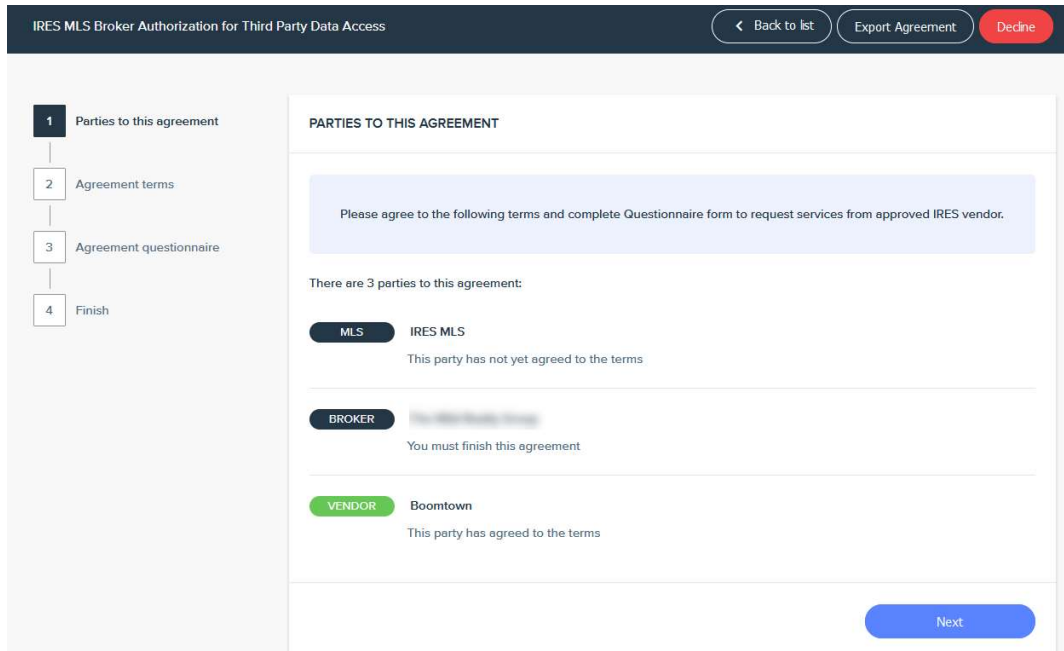 IRES MLS Broker Authorization for Third Party Data Access
Back to list
Export Agreement
Decline
1 Parties to this agreement
2 Agreement terms
3 Agreement questionnaire
4 Finish
PARTIES TO THIS AGREEMENT
Please agree to the following terms and complete Questionnaire form to request services from approved IRES vendor.
There are 3 parties to this agreement:
MLS IRES MLS
This party has not yet agreed to the terms
BROKER
You must finish this agreement
VENDOR Boomtown
This party has agreed to the terms
Next